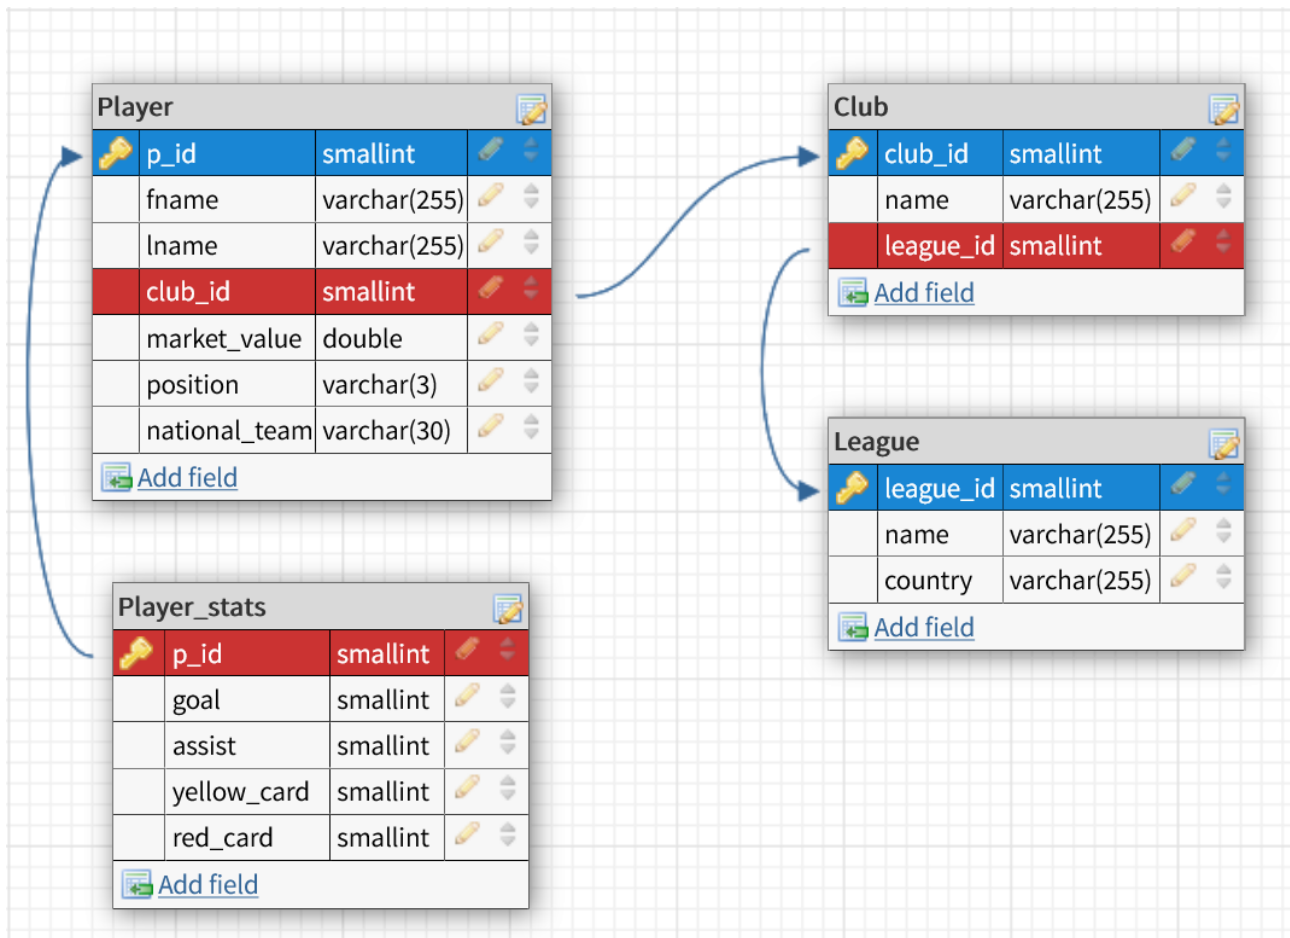 Player
p_id smallint
fname varchar(255)
lname varchar(255)
club_id smallint
market_value double
position varchar(3)
national_team varchar(30)
Add field
Club
club_id smallint
name varchar(255)
league_id smallint
Add field
League
league_id smallint
name varchar(255)
country varchar(255)
Add field
Player_stats
p_id smallint
goal smallint
assist smallint
yellow_card smallint
red_card smallint
Add field